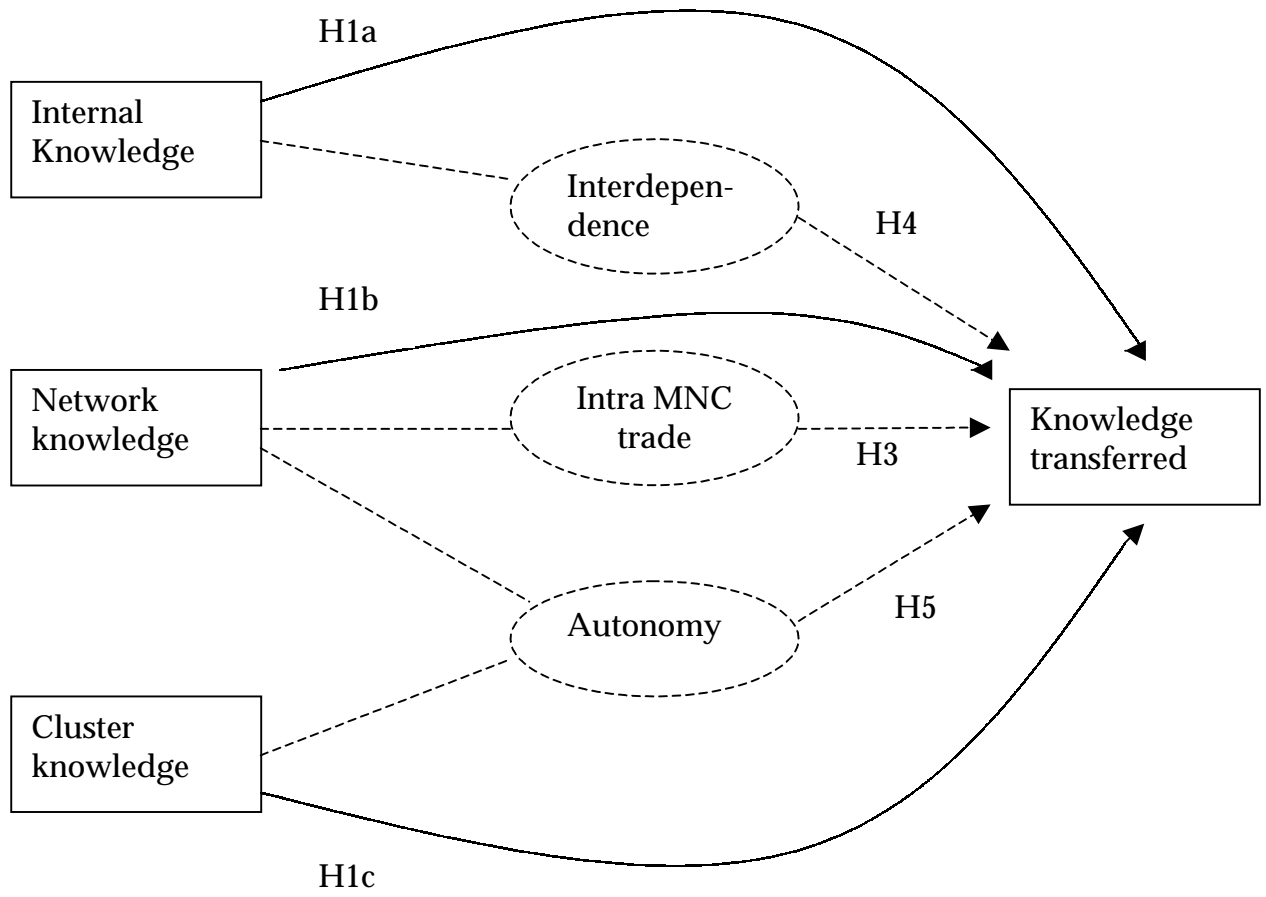 H1a
Internal
Knowledge
Interdepen-
dence
H4
H1b
Network
knowledge
Intra MNC
trade
H3
Knowledge
transferred
Autonomy
H5
Cluster
knowledge
H1c